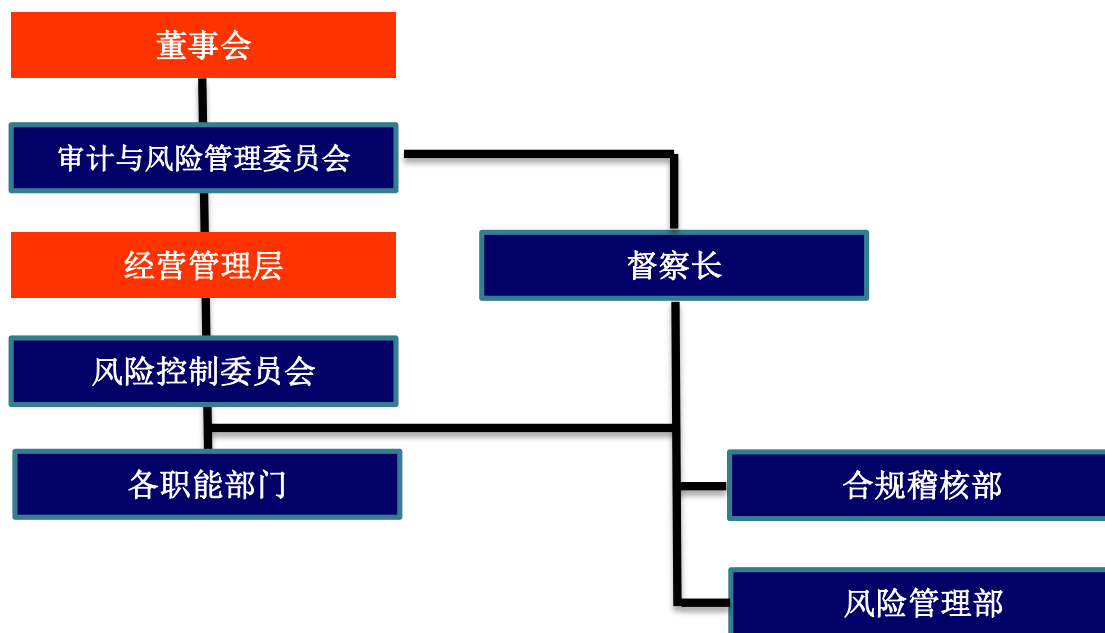 董事会
审计与风险管理委员会
经营管理层
督察长
风险控制委员会
各职能部门
合规稽核部
风险管理部